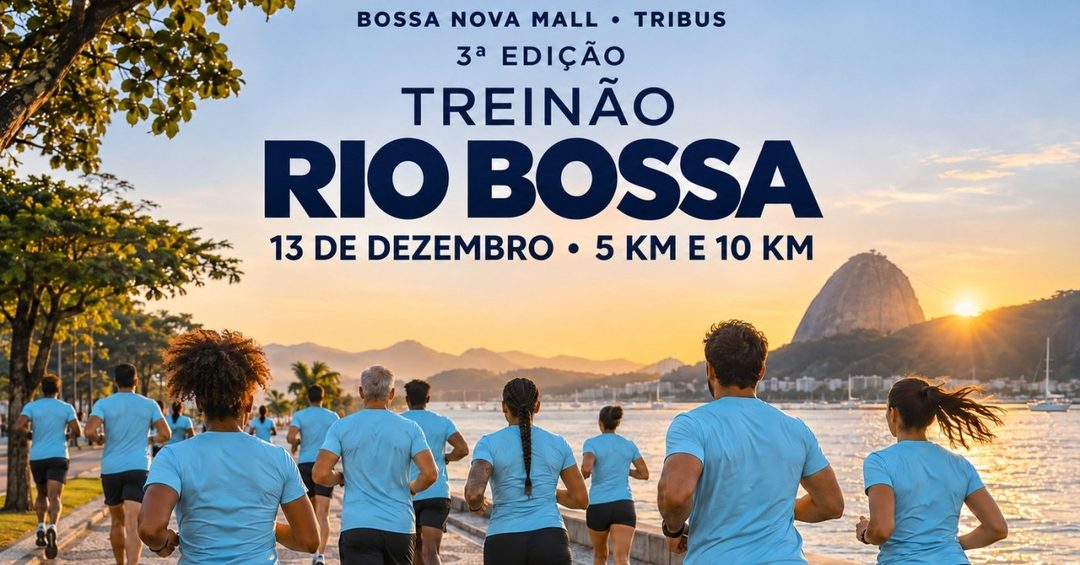 BOSSA NOVA MALL • TRIBUS
3ª EDIÇÃO
TREINÃO
RIO BOSSA
13 DE DEZEMBRO • 5 KM E 10 KM